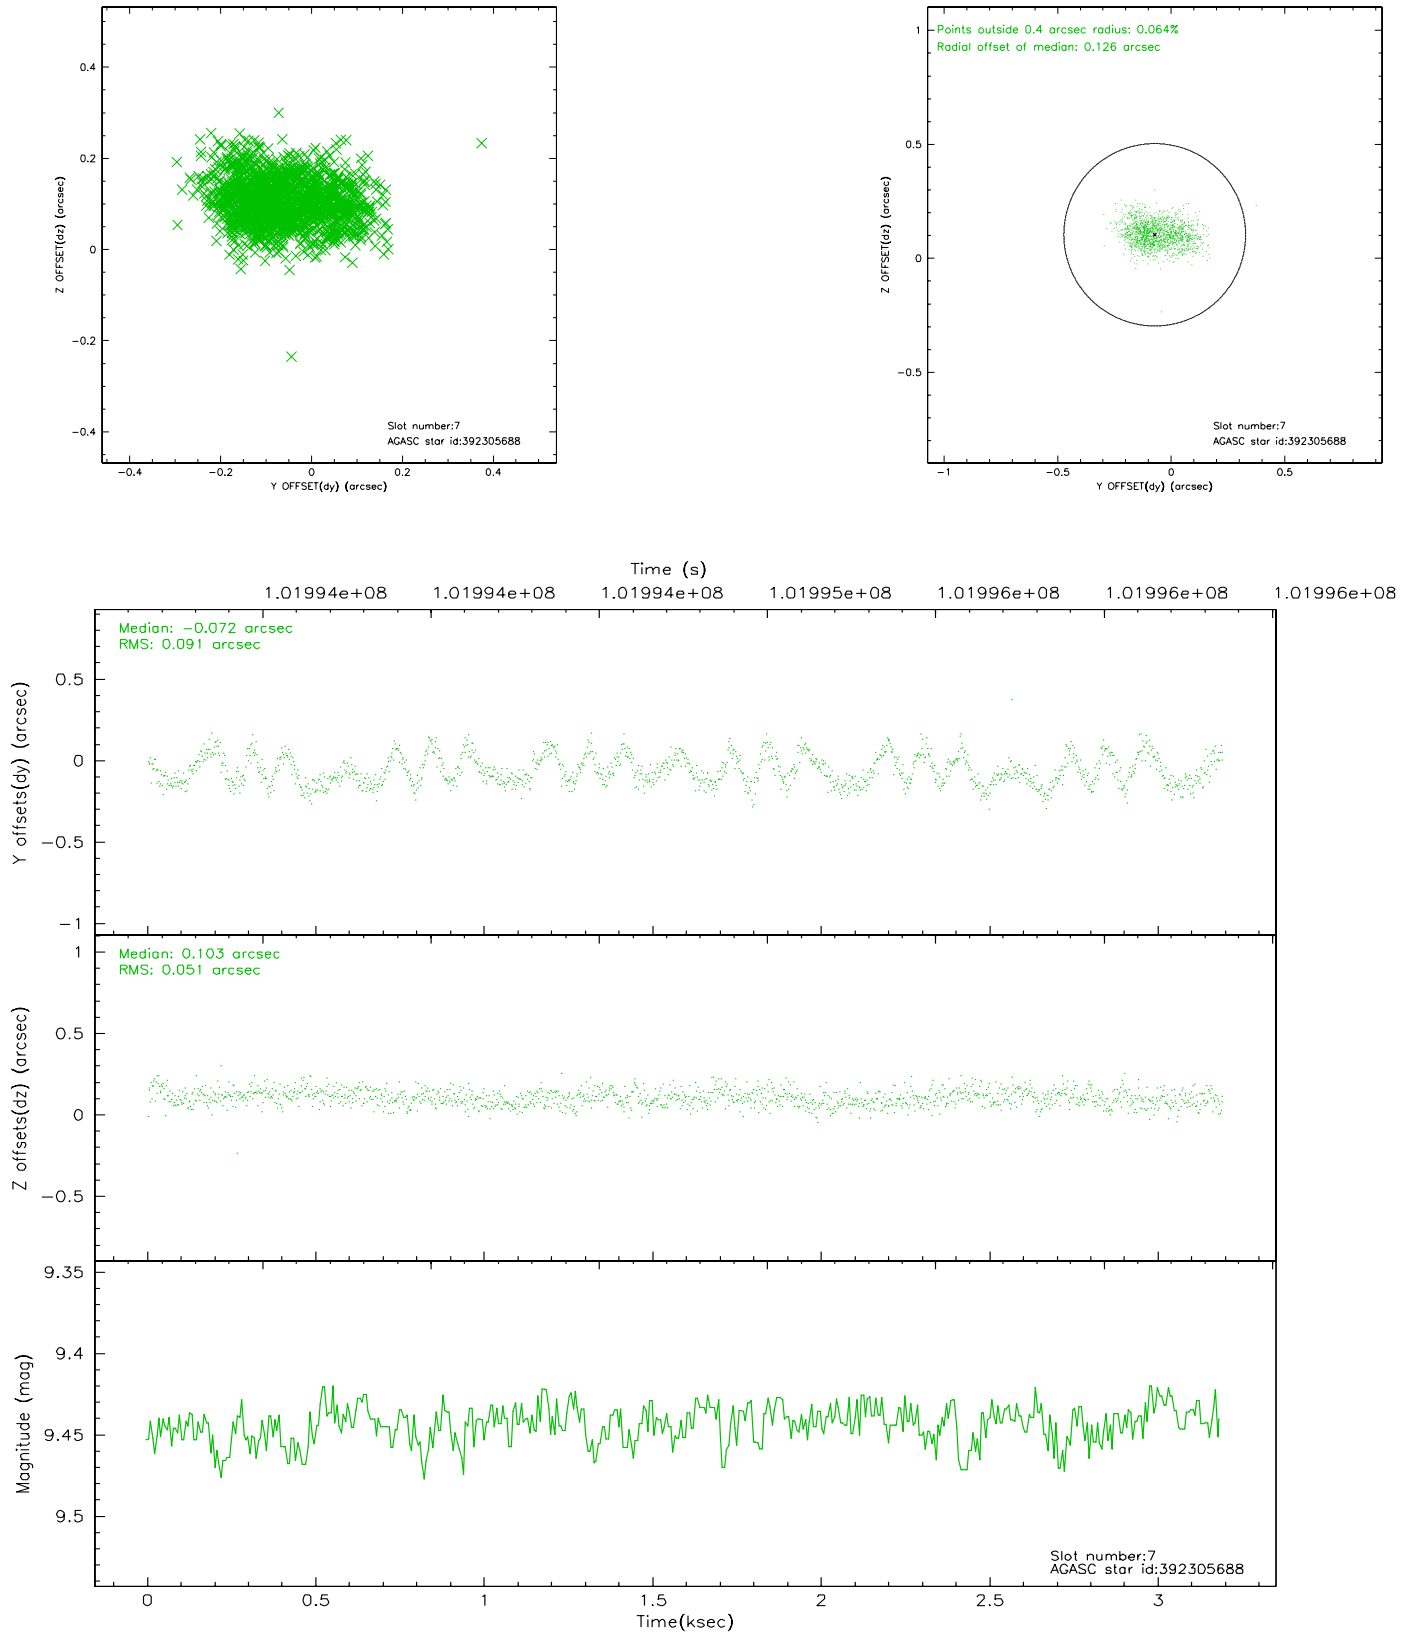 0.4
0.2
0
−0.2
−0.4
Z OFFSET(dz) (arcsec)
−0.4
−0.2
0
0.2
0.4
Y OFFSET(dy) (arcsec)
Slot number:7
AGASC star id:392305688
Points outside 0.4 arcsec radius: 0.064%
Radial offset of median: 0.126 arcsec
1
0.5
0
−0.5
Z OFFSET(dz) (arcsec)
−1
−0.5
0
0.5
Y OFFSET(dy) (arcsec)
Slot number:7
AGASC star id:392305688
Time (s)
1.01994e+08
1.01994e+08
1.01994e+08
1.01995e+08
1.01996e+08
1.01996e+08
1.01996e+08
Median: −0.072 arcsec
RMS: 0.091 arcsec
0.5
0
−0.5
−1
Y offsets(dy) (arcsec)
Median: 0.103 arcsec
RMS: 0.051 arcsec
1
0.5
0
−0.5
Z offsets(dz) (arcsec)
9.35
9.4
9.45
9.5
Magnitude (mag)
Slot number:7
AGASC star id:392305688
0
0.5
1
1.5
2
2.5
3
Time(ksec)